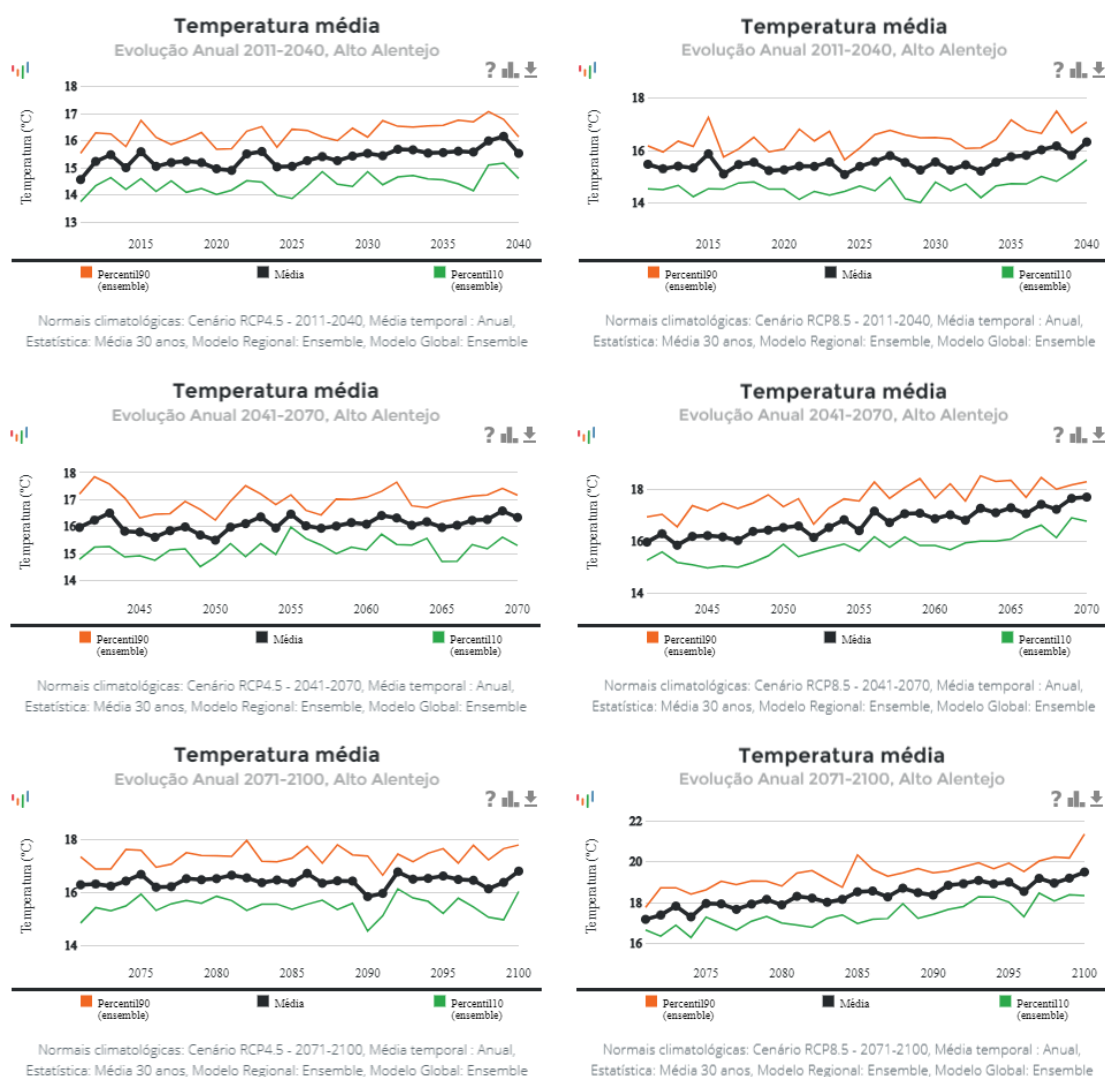 Temperatura média
Evolução Anual 2011-2040, Alto Alentejo
?
Temperatura (°C)
18
17
16
15
14
13
2015
2020
2025
2030
2035
2040
Percentil90
(ensemble)
Média
Percentil10
(ensemble)
Normais climatológicas: Cenário RCP4.5 - 2011-2040, Média temporal : Anual,
Estatística: Média 30 anos, Modelo Regional: Ensemble, Modelo Global: Ensemble
Temperatura média
Evolução Anual 2011-2040, Alto Alentejo
?
Temperatura (°C)
18
16
14
2015
2020
2025
2030
2035
2040
Percentil90
(ensemble)
Média
Percentil10
(ensemble)
Normais climatológicas: Cenário RCP8.5 - 2011-2040, Média temporal : Anual,
Estatística: Média 30 anos, Modelo Regional: Ensemble, Modelo Global: Ensemble
Temperatura média
Evolução Anual 2041-2070, Alto Alentejo
?
Temperatura (°C)
18
17
16
15
14
2045
2050
2055
2060
2065
2070
Percentil90
(ensemble)
Média
Percentil10
(ensemble)
Normais climatológicas: Cenário RCP4.5 - 2041-2070, Média temporal : Anual,
Estatística: Média 30 anos, Modelo Regional: Ensemble, Modelo Global: Ensemble
Temperatura média
Evolução Anual 2041-2070, Alto Alentejo
?
Temperatura (°C)
18
16
14
2045
2050
2055
2060
2065
2070
Percentil90
(ensemble)
Média
Percentil10
(ensemble)
Normais climatológicas: Cenário RCP8.5 - 2041-2070, Média temporal : Anual,
Estatística: Média 30 anos, Modelo Regional: Ensemble, Modelo Global: Ensemble
Temperatura média
Evolução Anual 2071-2100, Alto Alentejo
?
Temperatura (°C)
18
16
14
2075
2080
2085
2090
2095
2100
Percentil90
(ensemble)
Média
Percentil10
(ensemble)
Normais climatológicas: Cenário RCP4.5 - 2071-2100, Média temporal : Anual,
Estatística: Média 30 anos, Modelo Regional: Ensemble, Modelo Global: Ensemble
Temperatura média
Evolução Anual 2071-2100, Alto Alentejo
?
Temperatura (°C)
22
20
18
16
2075
2080
2085
2090
2095
2100
Percentil90
(ensemble)
Média
Percentil10
(ensemble)
Normais climatológicas: Cenário RCP8.5 - 2071-2100, Média temporal : Anual,
Estatística: Média 30 anos, Modelo Regional: Ensemble, Modelo Global: Ensemble